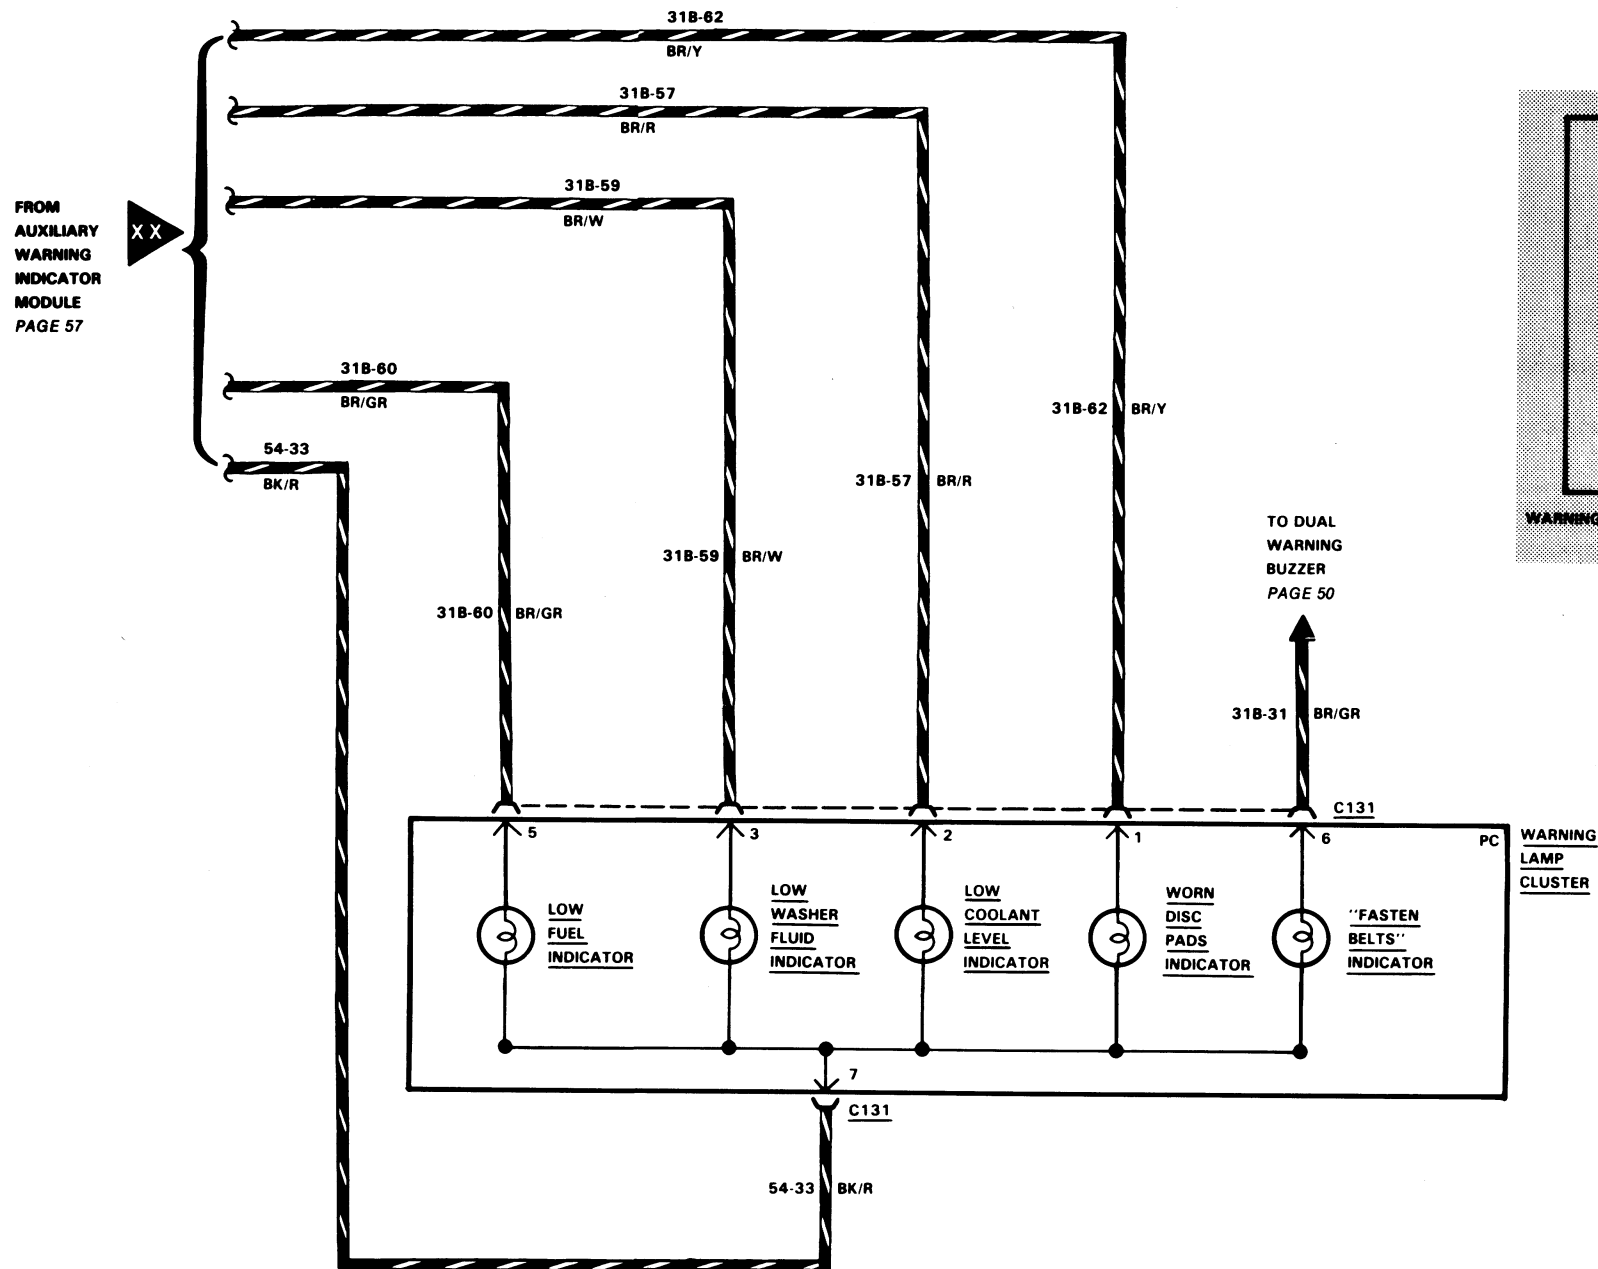 31B-62
BR/Y
31B-57
BR/R
31B-59
BR/W
FROM
AUXILIARY
WARNING
INDICATOR
MODULE
PAGE 57
XX
31B-60
BR/GR
54-33
BK/R
31B-62 BR/Y
31B-57 BR/R
31B-59 BR/W
31B-60 BR/GR
TO DUAL
WARNING
BUZZER
PAGE 50
31B-31 BR/GR
WARNING
C131
5 3 2 1 6
PC
WARNING
LAMP
CLUSTER
LOW
FUEL
INDICATOR
LOW
WASHER
FLUID
INDICATOR
LOW
COOLANT
LEVEL
INDICATOR
WORN
DISC
PADS
INDICATOR
"FASTEN
BELTS"
INDICATOR
7
C131
54-33 BK/R